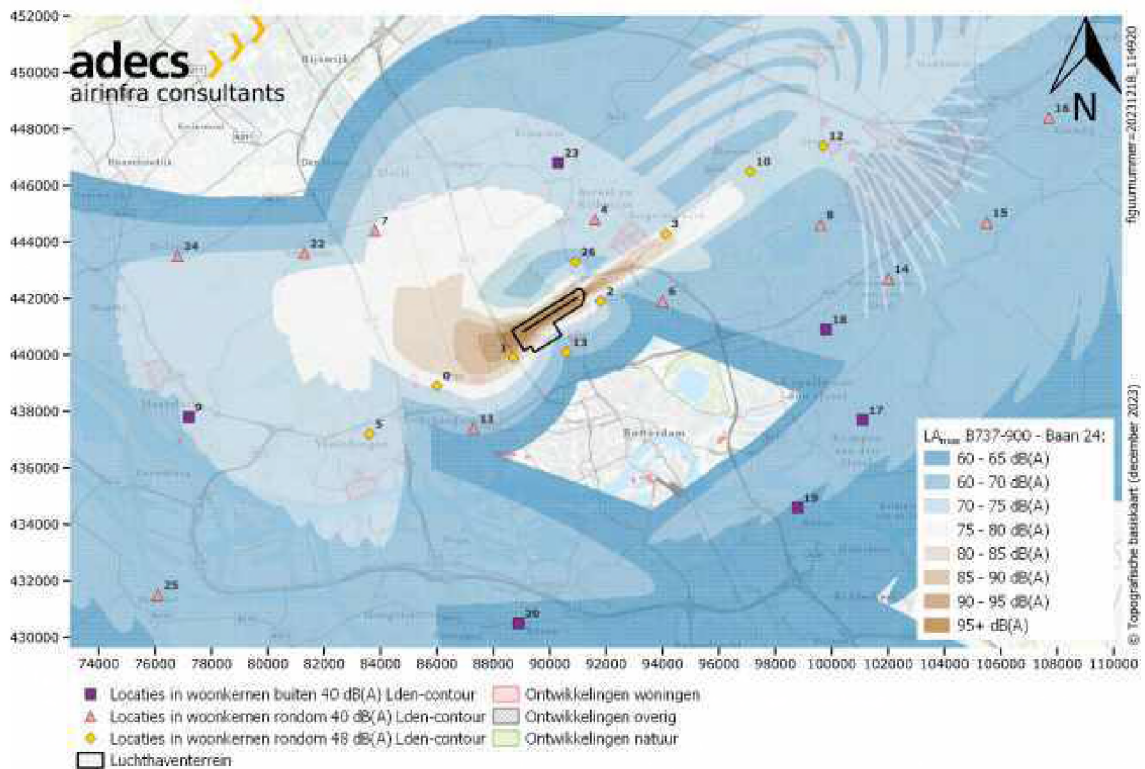 452000
450000
448000
446000
444000
442000
440000
438000
436000
434000
432000
430000
adecs
airinfra consultants
Rijswijk
N
16
12
10
23
7
4
3
8
15
24
22
26
14
2
6
18
1
13
0
9
5
11
17
Rotterdam
19
25
20
LAmax B737-900 - Baan 24:
60 - 65 dB(A)
60 - 70 dB(A)
70 - 75 dB(A)
75 - 80 dB(A)
80 - 85 dB(A)
85 - 90 dB(A)
90 - 95 dB(A)
95+ dB(A)
figuurnummer=20231218_114920
© Topografische basiskaart (december 2023)
74000 76000 78000 80000 82000 84000 86000 88000 90000 92000 94000 96000 98000 100000 102000 104000 106000 108000 110000
Locaties in woonkernen buiten 40 dB(A) Lden-contour
Locaties in woonkernen rondom 40 dB(A) Lden-contour
Locaties in woonkernen rondom 48 dB(A) Lden-contour
Luchthaventerrein
Ontwikkelingen woningen
Ontwikkelingen overig
Ontwikkelingen natuur